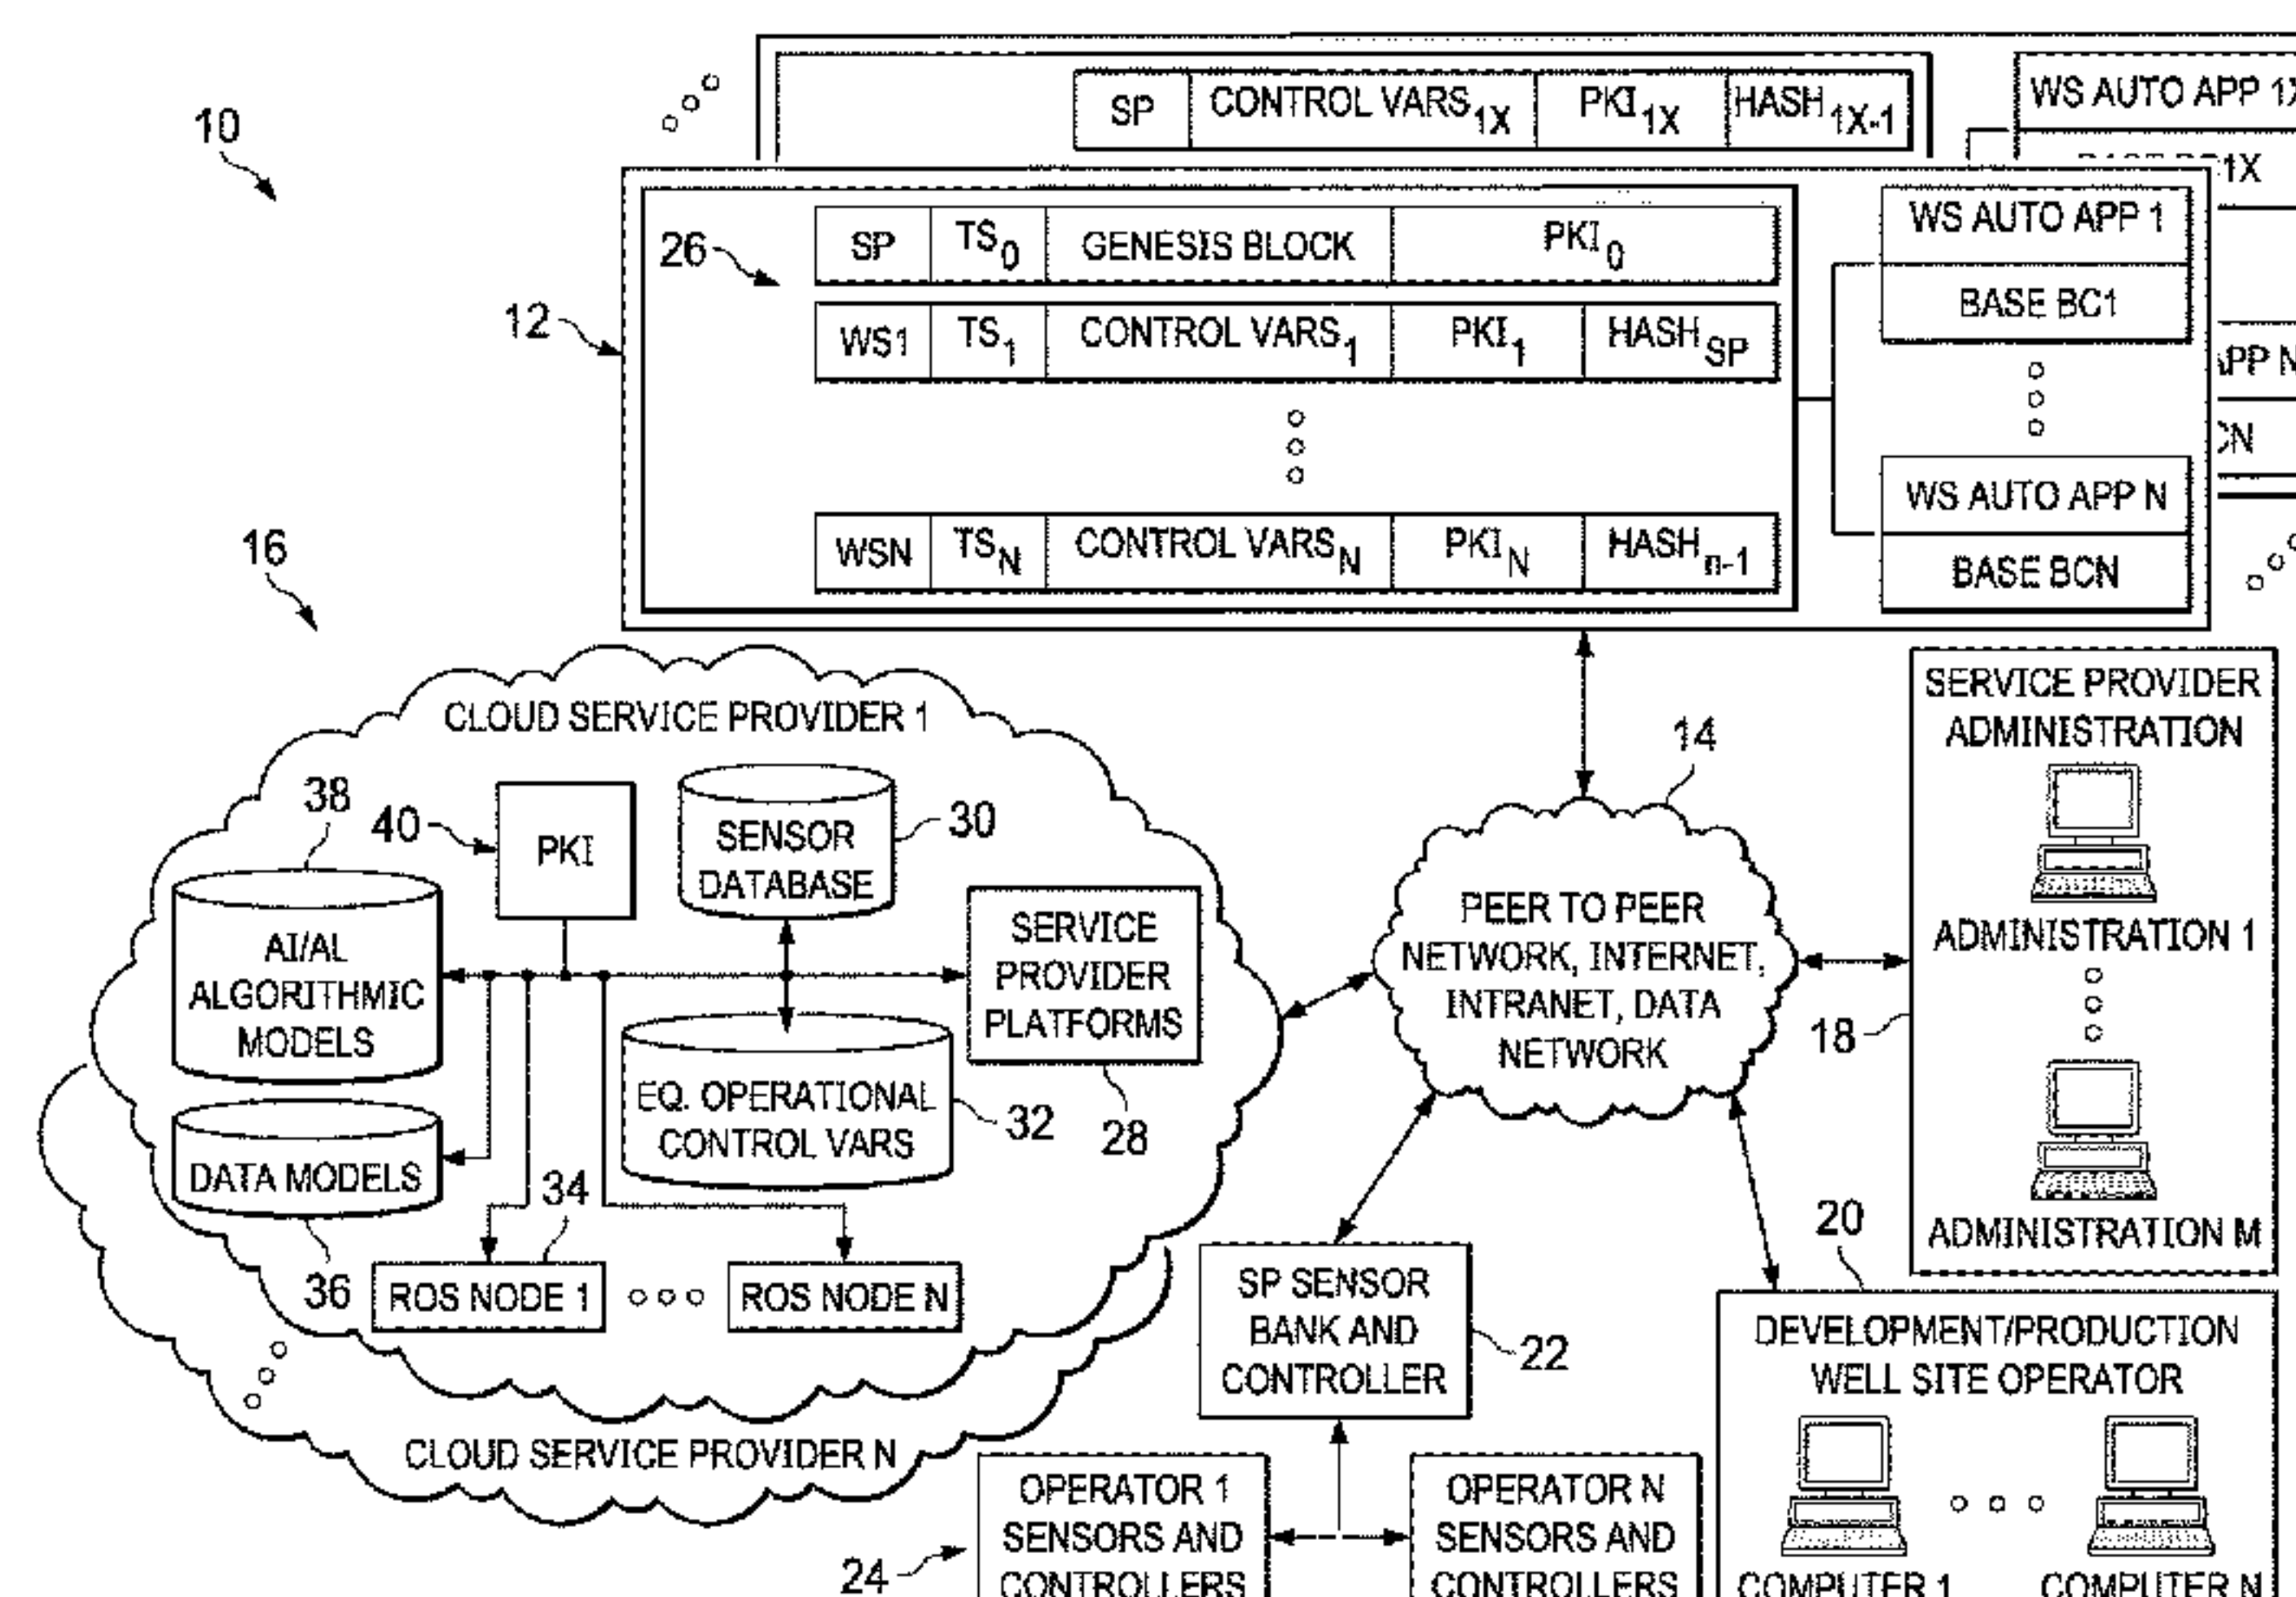 10
SP CONTROL VARS1X PKI1X HASH1X-1
WS AUTO APP 1X
1X
26
SP TS0 GENESIS BLOCK PKI0
WS AUTO APP 1
12
WS1 TS1 CONTROL VARS1 PKI1 HASHSP
BASE BC1
APP N
WS AUTO APP N
WSN TSN CONTROL VARSN PKIN HASHn-1
BASE BCN
16
CLOUD SERVICE PROVIDER 1
38
40
PKI
SENSOR
DATABASE
30
AI/AL
ALGORITHMIC
MODELS
SERVICE
PROVIDER
PLATFORMS
28
EQ. OPERATIONAL
CONTROL VARS
32
DATA MODELS
36
34
ROS NODE 1
ROS NODE N
CLOUD SERVICE PROVIDER N
14
PEER TO PEER
NETWORK, INTERNET,
INTRANET, DATA
NETWORK
SERVICE PROVIDER
ADMINISTRATION
ADMINISTRATION 1
18
ADMINISTRATION M
20
SP SENSOR
BANK AND
CONTROLLER
22
DEVELOPMENT/PRODUCTION
WELL SITE OPERATOR
COMPUTER 1
COMPUTER N
24
OPERATOR 1
SENSORS AND
CONTROLLERS
OPERATOR N
SENSORS AND
CONTROLLERS